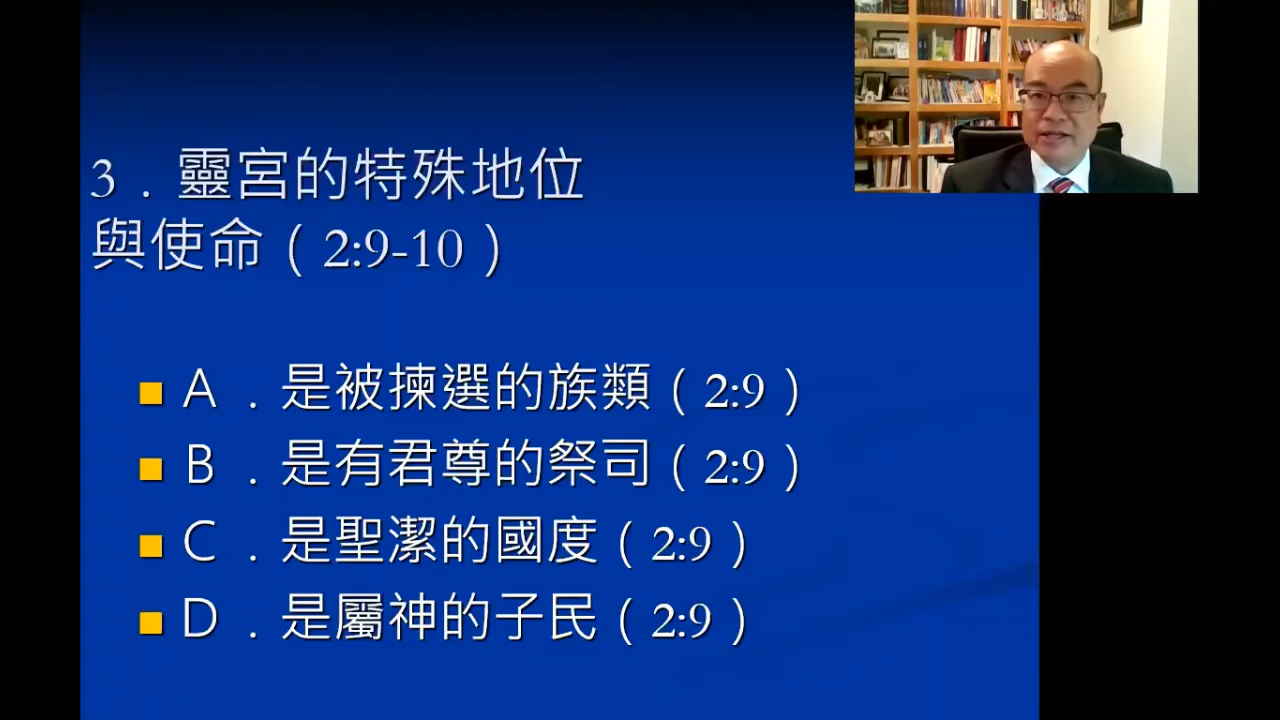 3．靈宮的特殊地位
與使命（2:9-10）
A．是被揀選的族類（2:9）
B．是有君尊的祭司（2:9）
C．是聖潔的國度（2:9）
D．是屬神的子民（2:9）